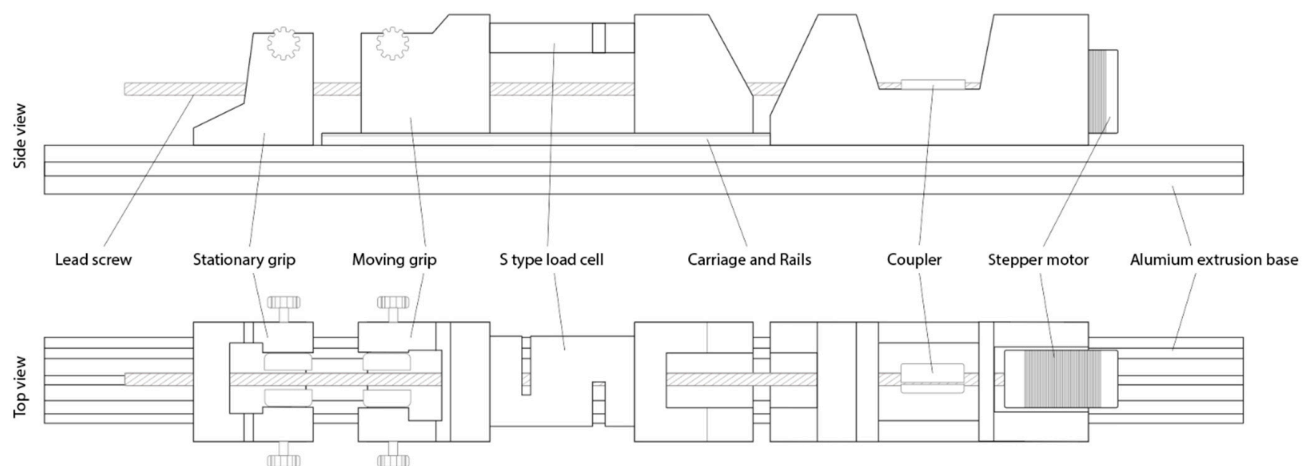 Side view
Lead screw
Stationary grip
Moving grip
S type load cell
Carriage and Rails
Coupler
Stepper motor
Alumium extrusion base
Top view